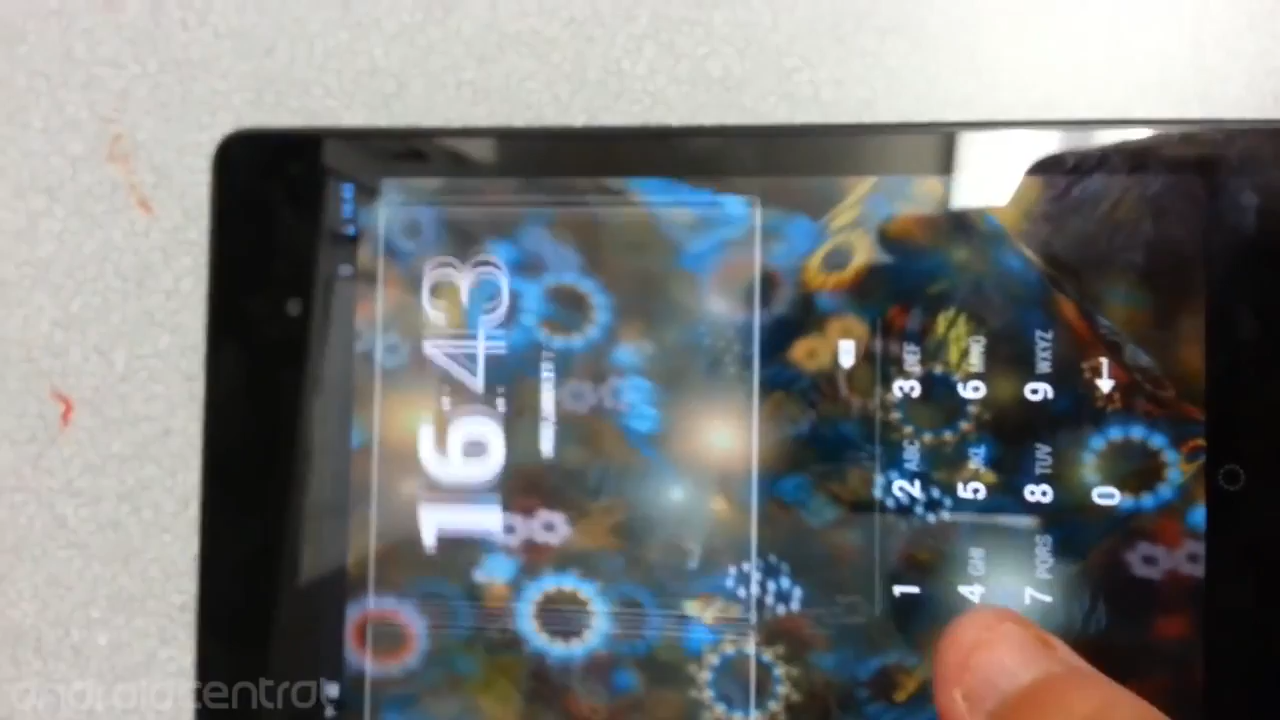 16:43
1
2 ABC
3 DEF
4 GHI
5 JKL
6 MNO
7 PQRS
8 TUV
9 WXYZ
0
androidcentral